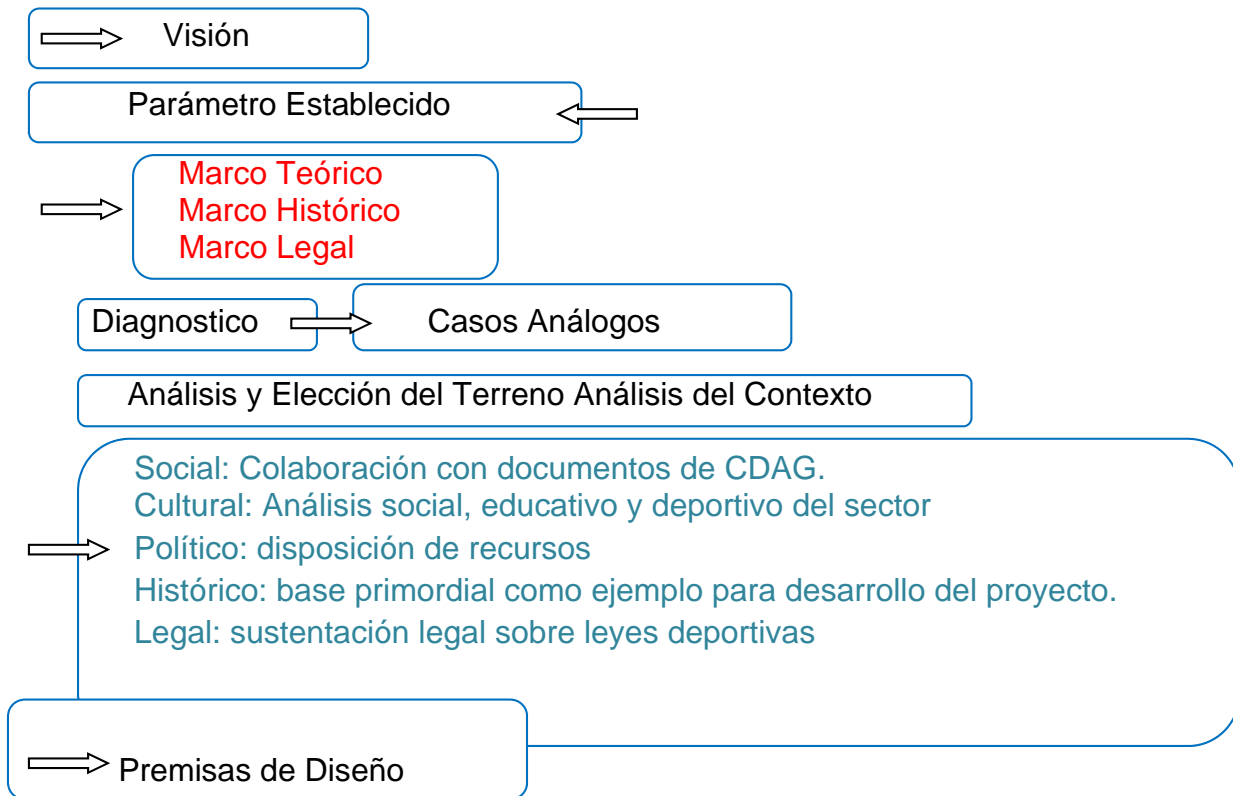 Visión
Parámetro Establecido
Marco Teórico
Marco Histórico
Marco Legal
Diagnostico
Casos Análogos
Análisis y Elección del Terreno Análisis del Contexto
Social: Colaboración con documentos de CDAG.
Cultural: Análisis social, educativo y deportivo del sector
Político: disposición de recursos
Histórico: base primordial como ejemplo para desarrollo del proyecto.
Legal: sustentación legal sobre leyes deportivas
Premisas de Diseño